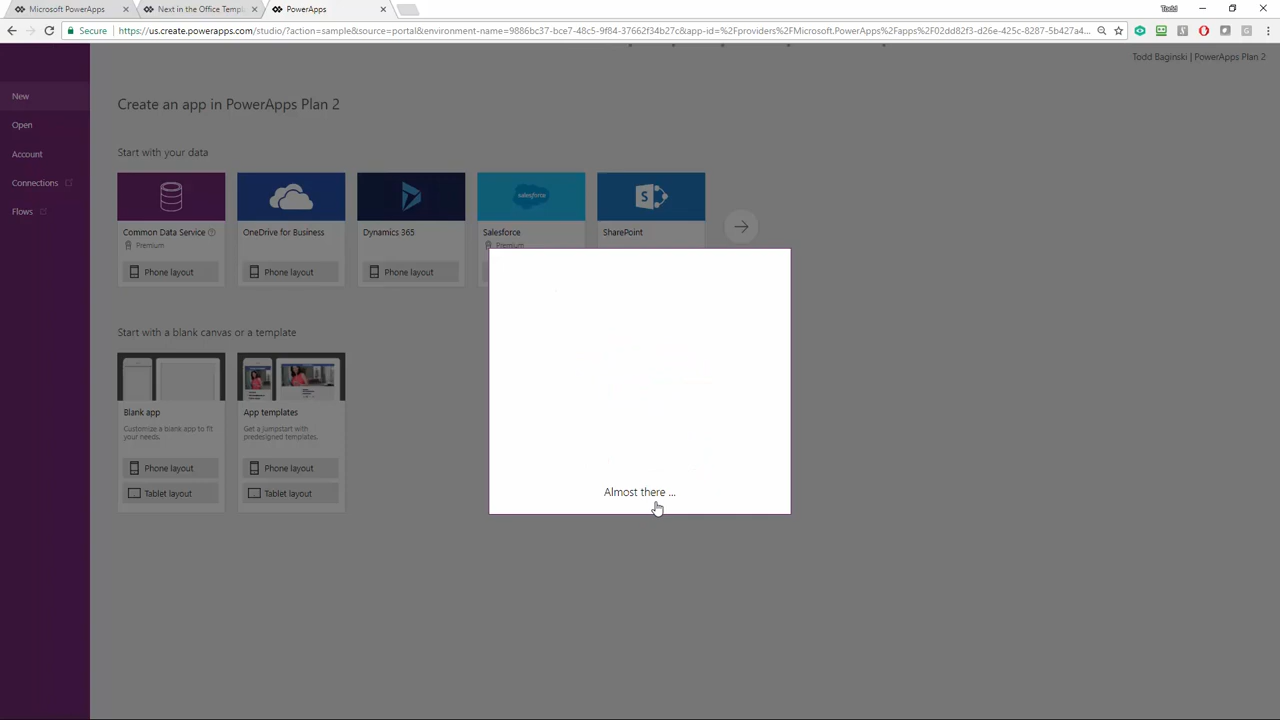 Microsoft PowerApps
Next in the Office Templ
PowerApps
Todd
Secure
https://us.create.powerapps.com/studio/?action=sample&source=portal&environment-name=9886bc37-bce7-48c5-9f84-37662f34b27c&app-id=%2Fproviders%2FMicrosoft.PowerApps%2Fapps%2F02dd82f3-d26e-425c-8287-5b427a4...
Todd Baginski | PowerApps Plan 2
New
Open
Account
Connections
Flows
Create an app in PowerApps Plan 2
Start with your data
salesforce
Common Data Service
Premium
Phone layout
OneDrive for Business
Phone layout
Dynamics 365
Phone layout
Salesforce
Premium
SharePoint
Start with a blank canvas or a template
Blank app
Customize a blank app to fit
your needs.
Phone layout
Tablet layout
App templates
Get a jumpstart with
predesigned templates.
Phone layout
Tablet layout
Almost there ...